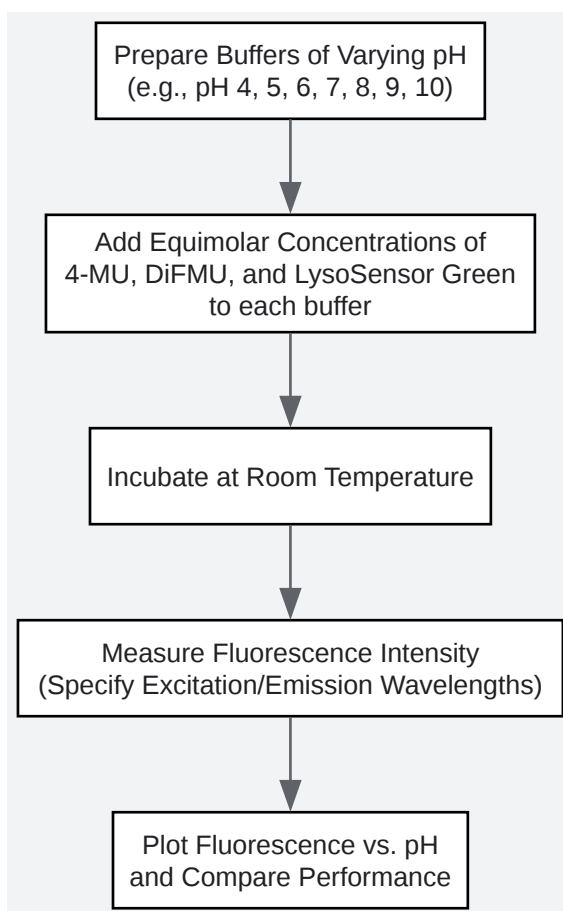 Prepare Buffers of Varying pH
(e.g., pH 4, 5, 6, 7, 8, 9, 10)
Add Equimolar Concentrations of
4-MU, DiFMU, and LysoSensor Green
to each buffer
Incubate at Room Temperature
Measure Fluorescence Intensity
(Specify Excitation/Emission Wavelengths)
Plot Fluorescence vs. pH
and Compare Performance